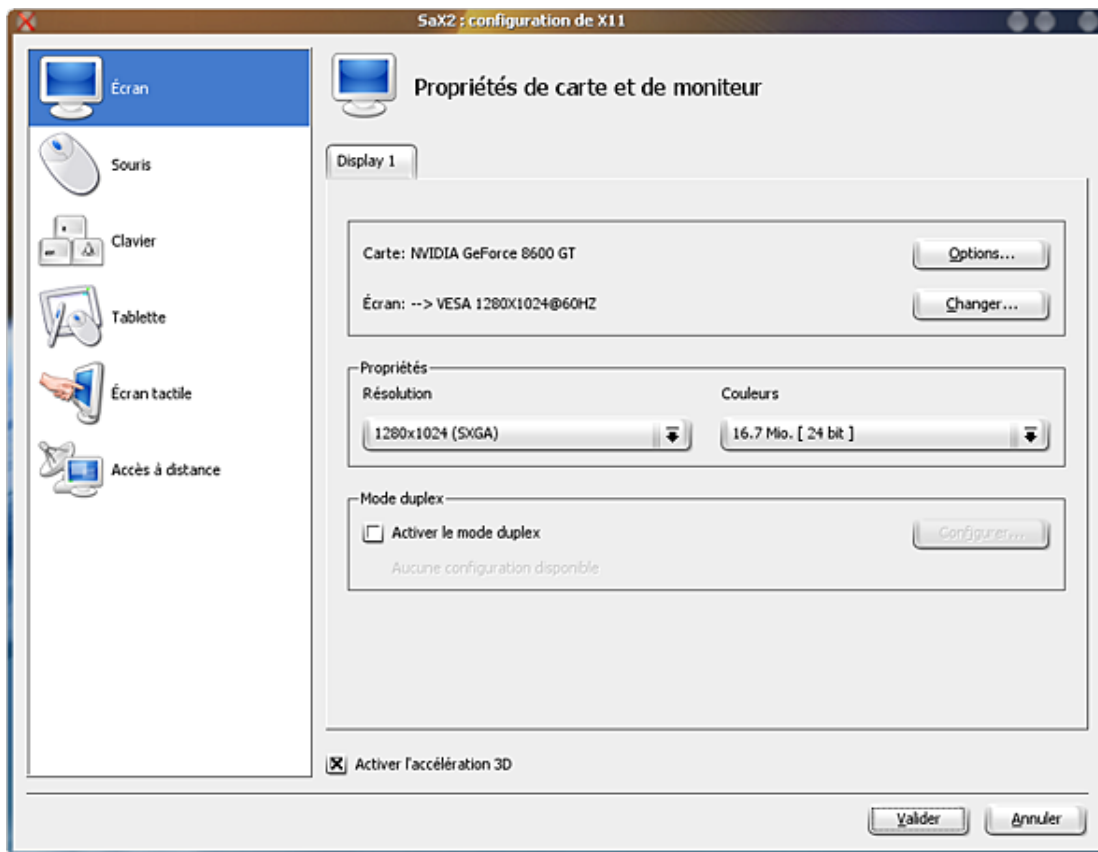 SaX2 : configuration de X11
Écran
Souris
Clavier
Tablette
Écran tactile
Accès à distance
Propriétés de carte et de moniteur
Display 1
Carte: NVIDIA GeForce 8600 GT
Options...
Écran: --> VESA 1280X1024@60HZ
Changer...
Propriétés
Résolution
Couleurs
1280x1024 (SXGA)
16.7 Mio. [ 24 bit ]
Mode duplex
Activer le mode duplex
Configurer...
Aucune configuration disponible
Activer l'accélération 3D
Valider
Annuler